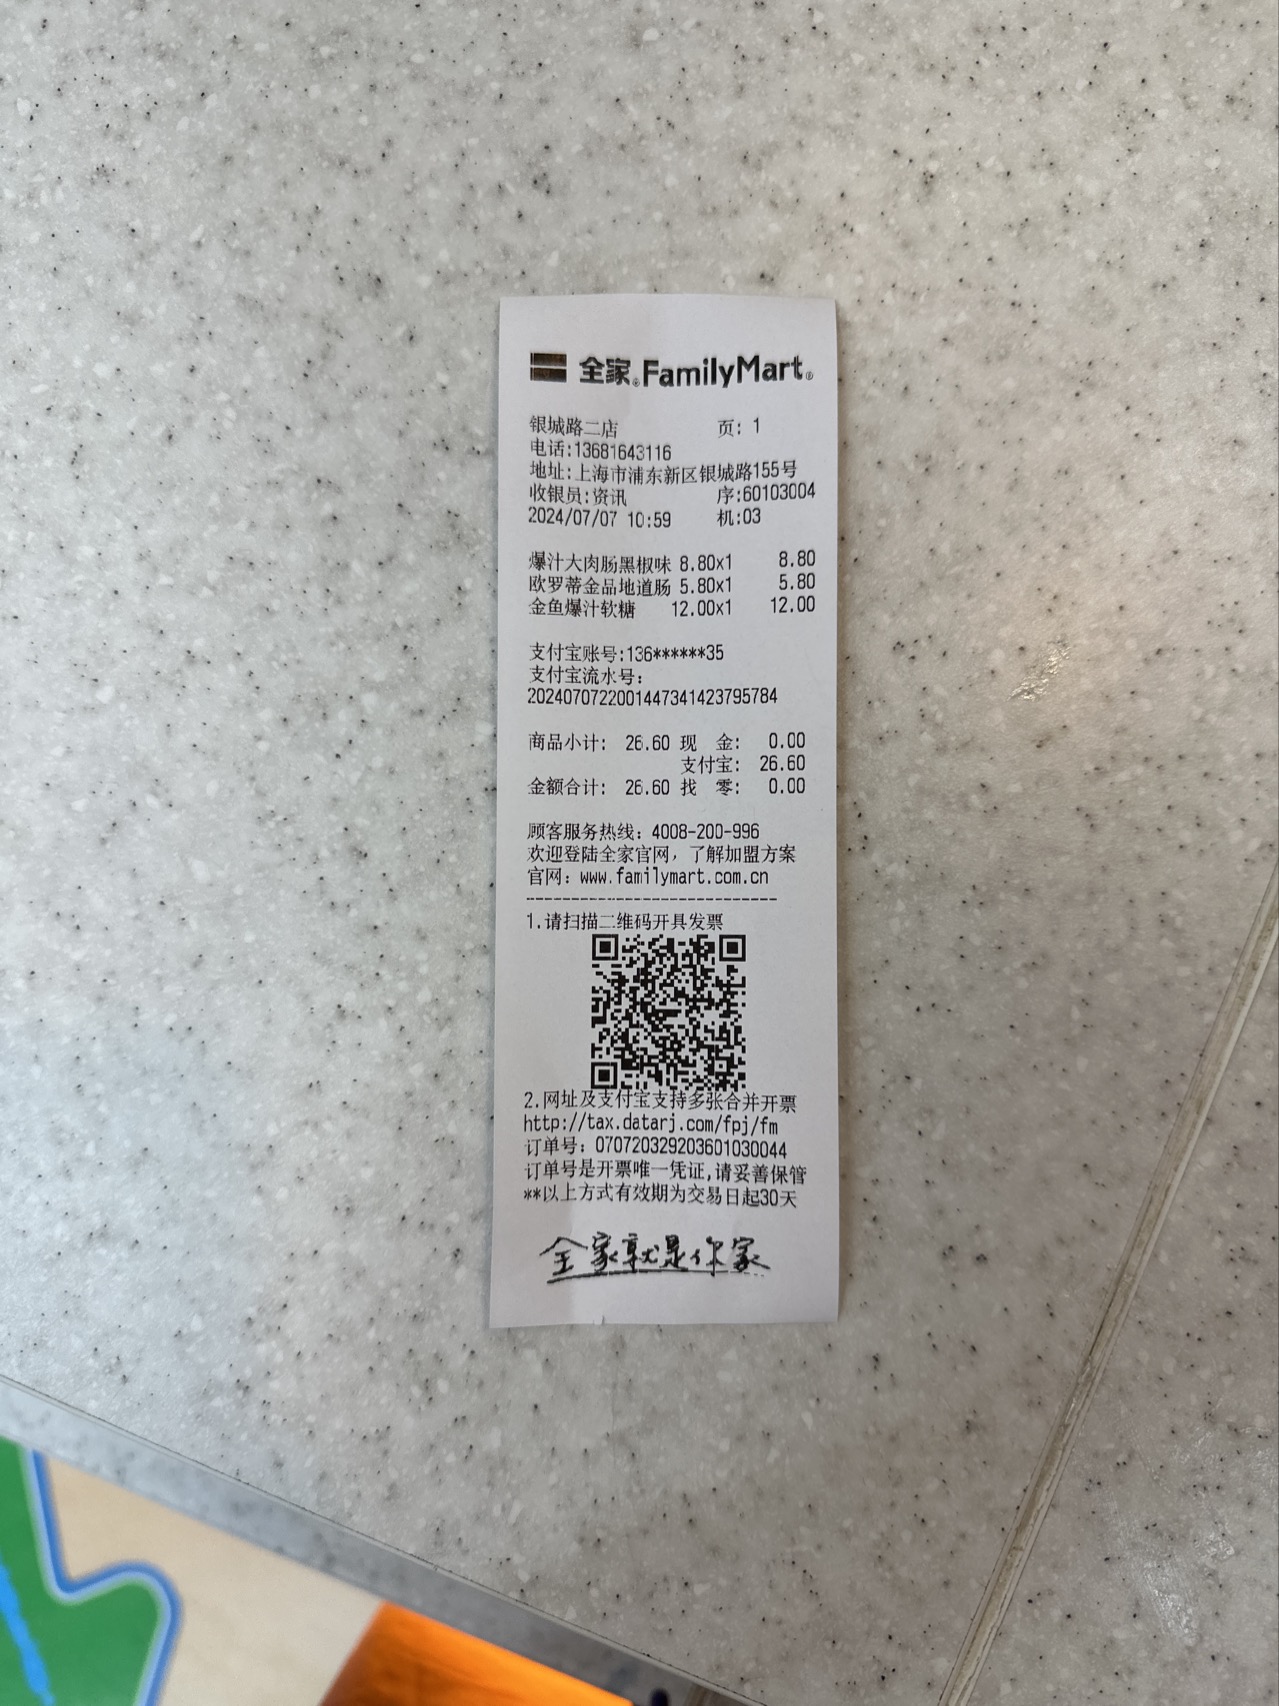 全家 FamilyMart
银城路二店 页: 1
电话:13681643116
地址:上海市浦东新区银城路155号
收银员:资讯 序:60103004
2024/07/07 10:59 机:03
爆汁大肉肠黑椒味 8.80x1 8.80
欧罗蒂金品地道肠 5.80x1 5.80
金鱼爆汁软糖 12.00x1 12.00
支付宝账号:136******35
支付宝流水号:
2024070722001447341423795784
商品小计: 26.60 现 金: 0.00
支付宝: 26.60
金额合计: 26.60 找 零: 0.00
顾客服务热线: 4008-200-996
欢迎登陆全家官网，了解加盟方案
官网: www.familymart.com.cn
1.请扫描二维码开具发票
2.网址及支付宝支持多张合并开票
http://tax.datarj.com/fpj/fm
订单号: 070720329203601030044
订单号是开票唯一凭证,请妥善保管
**以上方式有效期为交易日起30天
全家就是你家